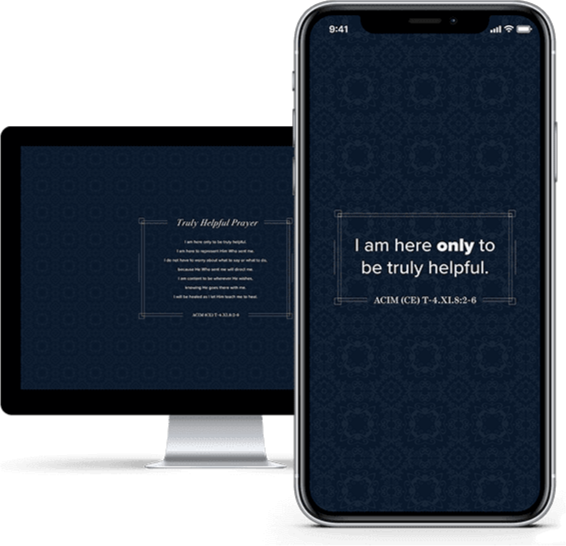 Truly Helpful Prayer
I am here only to be truly helpful.
I am here to represent Him Who sent me.
I do not have to worry about what to say or what to do,
because He Who sent me will direct me.
I am content to be wherever He wishes,
knowing He goes there with me.
I will be healed as I let Him teach me to heal.
ACIM (CE) T-4.XI.8:2-6
9:41
I am here only to
be truly helpful.
ACIM (CE) T-4.XI.8:2-6